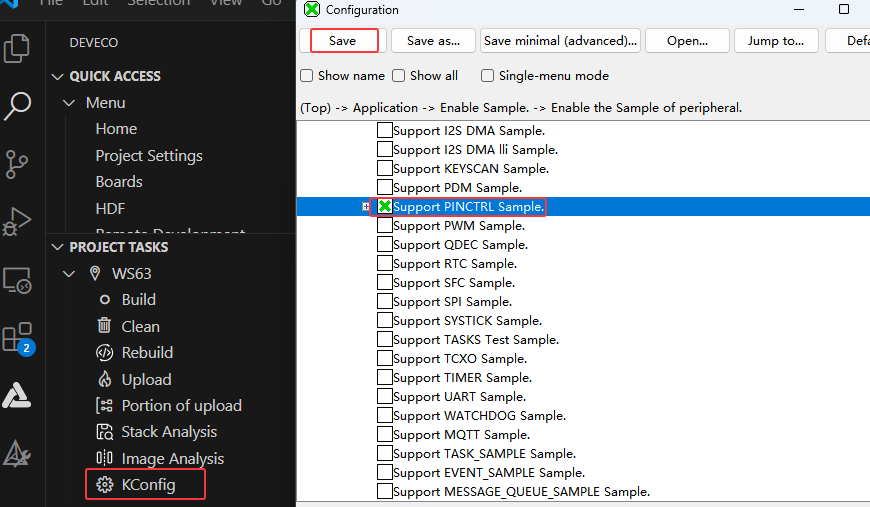 File
Edit
Selection
View
Go
DEVECO
QUICK ACCESS
Menu
Home
Project Settings
Boards
HDF
Remote Development
PROJECT TASKS
WS63
Build
Clean
Rebuild
Upload
Portion of upload
Stack Analysis
Image Analysis
KConfig
2
Configuration
Save
Save as...
Save minimal (advanced)...
Open...
Jump to...
Show name
Show all
Single-menu mode
(Top) -> Application -> Enable Sample. -> Enable the Sample of peripheral.
Support I2S DMA Sample.
Support I2S DMA lli Sample.
Support KEYSCAN Sample.
Support PDM Sample.
Support PINCTRL Sample.
Support PWM Sample.
Support QDEC Sample.
Support RTC Sample.
Support SFC Sample.
Support SPI Sample.
Support SYSTICK Sample.
Support TASKS Test Sample.
Support TCXO Sample.
Support TIMER Sample.
Support UART Sample.
Support WATCHDOG Sample.
Support MQTT Sample.
Support TASK_SAMPLE Sample.
Support EVENT_SAMPLE Sample.
Support MESSAGE_QUEUE_SAMPLE Sample.